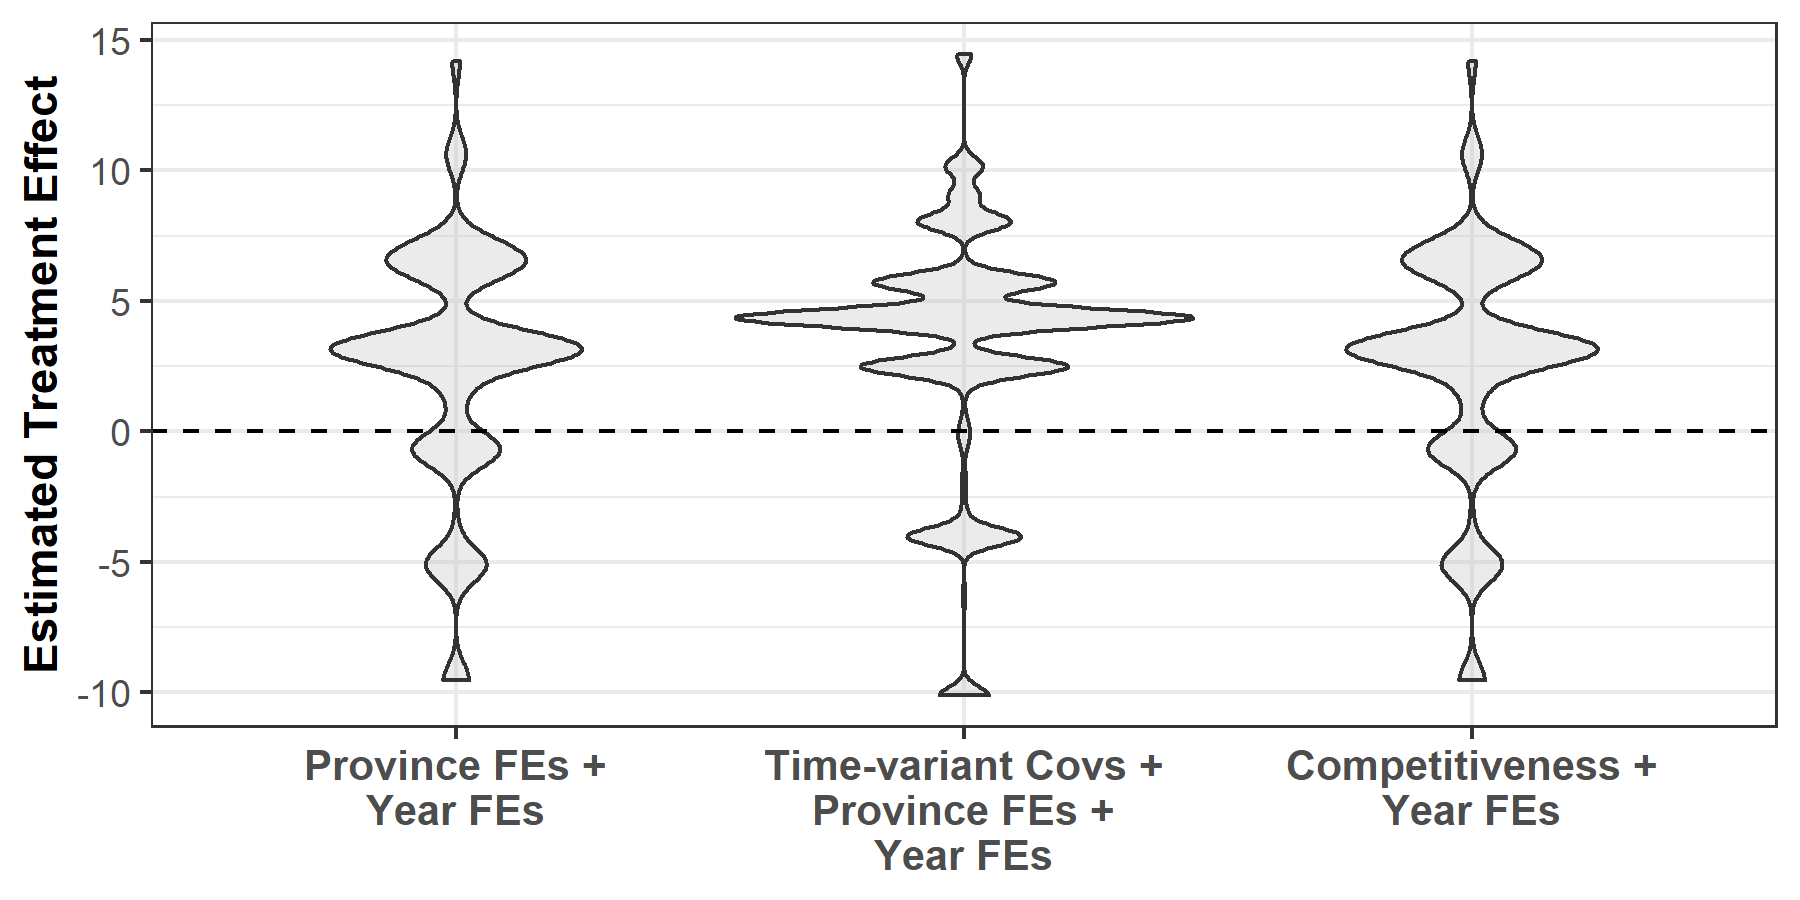 Estimated Treatment Effect
15
10
5
0
-5
-10
Province FEs +
Year FEs
Time-variant Covs +
Province FEs +
Year FEs
Competitiveness +
Year FEs